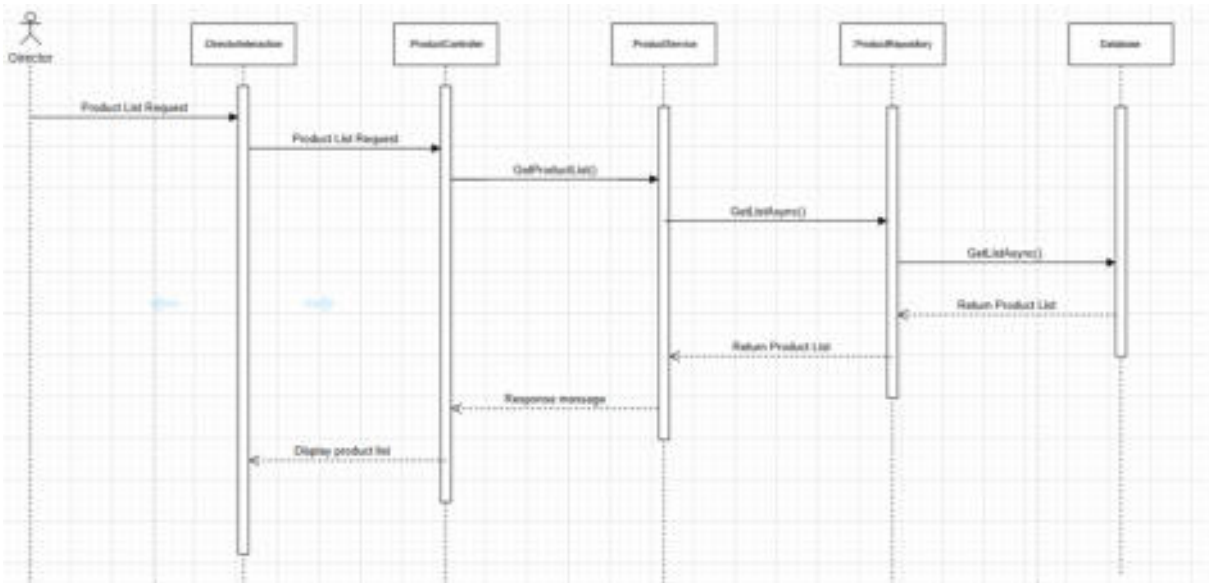 Director
DirectorInteraction
ProductController
ProductService
:ProductRepository
Database
Product List Request
Product List Request
GetProductList()
GetListAsync()
GetListAsync()
Return Product List
Return Product List
Response message
Display product list